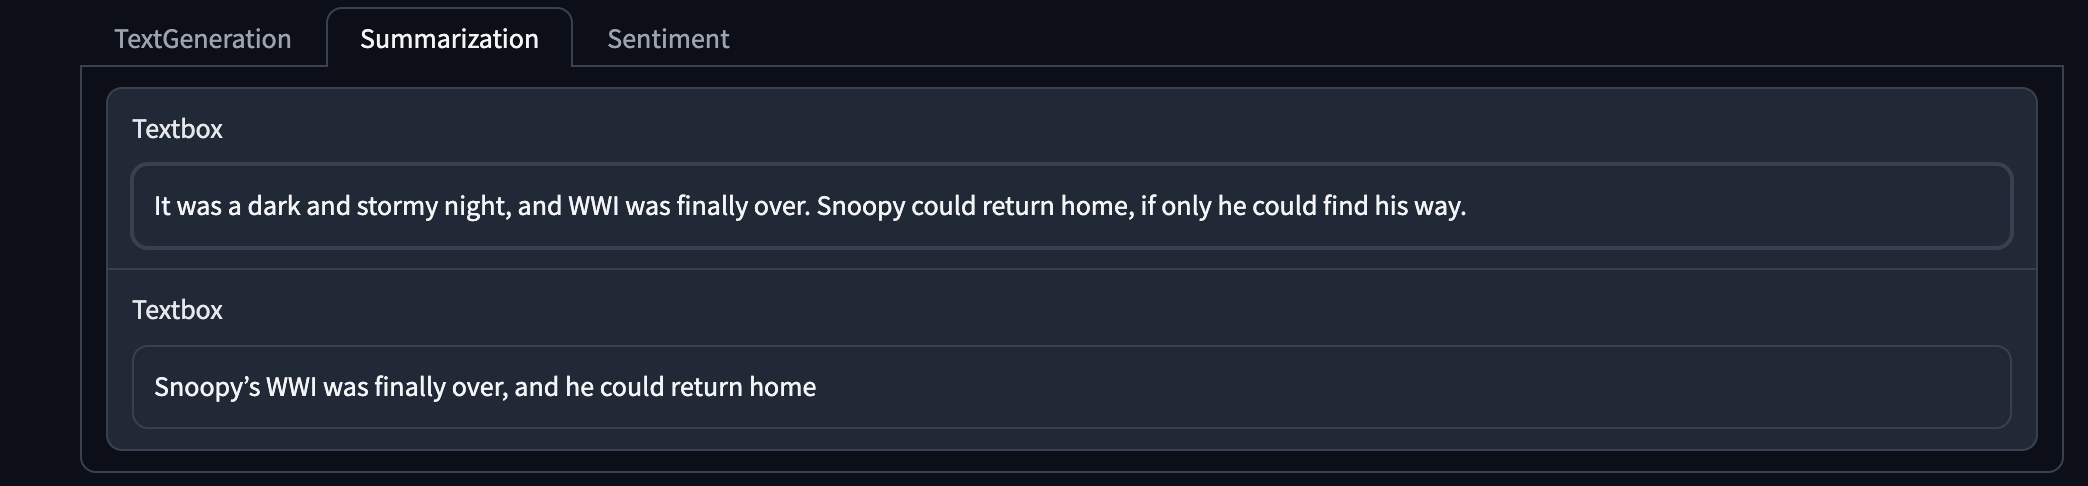 TextGeneration Summarization Sentiment
Textbox
It was a dark and stormy night, and WWI was finally over. Snoopy could return home, if only he could find his way.
Textbox
Snoopy’s WWI was finally over, and he could return home